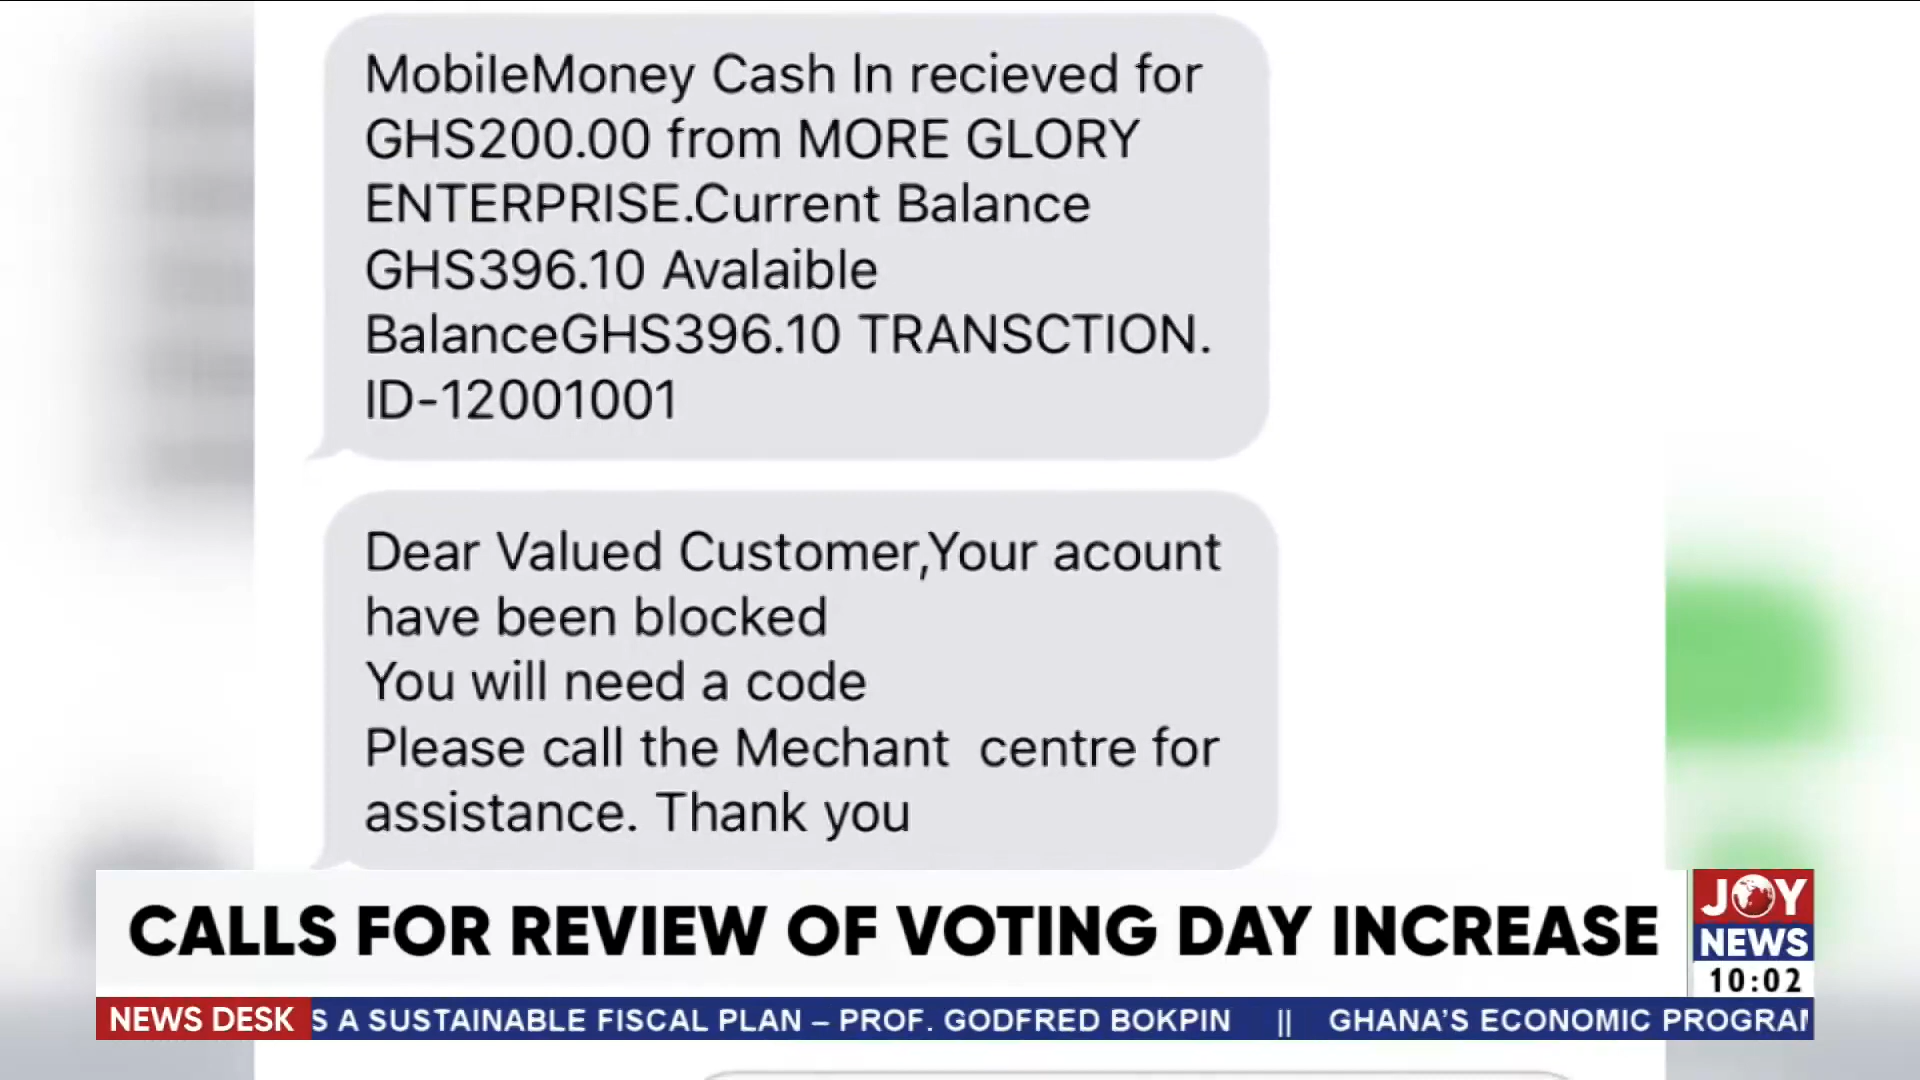 MobileMoney Cash In recieved for
GHS200.00 from MORE GLORY
ENTERPRISE.Current Balance
GHS396.10 Avalaible
BalanceGHS396.10 TRANSCTION.
ID-12001001
Dear Valued Customer,Your acount
have been blocked
You will need a code
Please call the Mechant  centre for
assistance. Thank you
CALLS FOR REVIEW OF VOTING DAY INCREASE
JOY
NEWS
10:02
NEWS DESK
S A SUSTAINABLE FISCAL PLAN – PROF. GODFRED BOKPIN || GHANA'S ECONOMIC PROGRAM